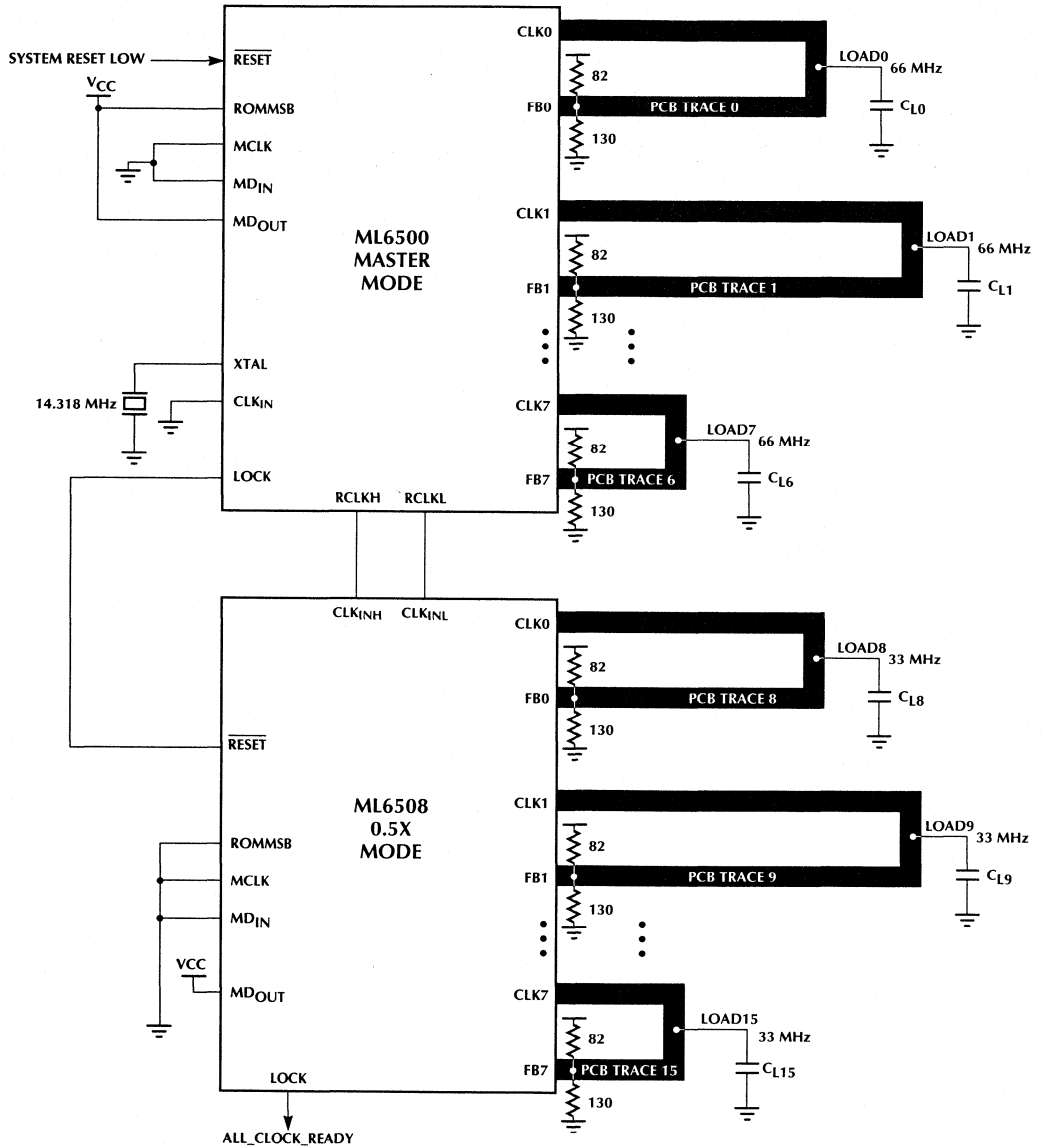 CLK0
SYSTEM RESET LOW
RESET
LOAD0
66 MHz
VCC
82
ROMMSB
FB0
PCB TRACE 0
CL0
130
MCLK
MDIN
MDOUT
CLK1
ML6500
MASTER
MODE
LOAD1
66 MHz
82
FB1
PCB TRACE 1
CL1
130
XTAL
14.318 MHz
CLKIN
CLK7
LOAD7
66 MHz
82
LOCK
FB7
PCB TRACE 6
CL6
130
RCLKH
RCLKL
CLKINH
CLKINL
CLK0
LOAD8
33 MHz
82
FB0
PCB TRACE 8
CL8
130
RESET
CLK1
ML6508
0.5X
MODE
LOAD9
33 MHz
ROMMSB
82
MCLK
FB1
PCB TRACE 9
CL9
130
MDIN
VCC
MDOUT
CLK7
LOAD15
33 MHz
82
FB7
PCB TRACE 15
CL15
130
LOCK
ALL_CLOCK_READY